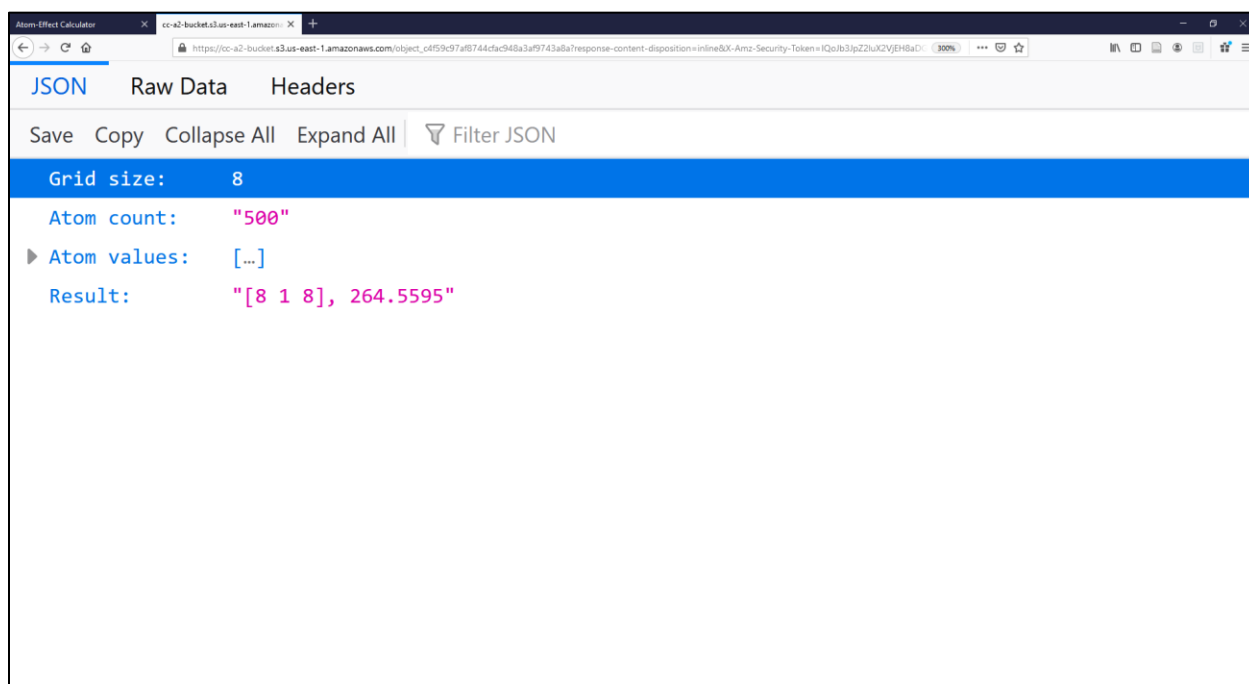 Atom-Effect Calculator
cc-a2-bucket.s3.us-east-1.amazon
https://cc-a2-bucket.s3.us-east-1.amazonaws.com/object_c4f59c97af8744cfac948a3af9743a8a?response-content-disposition=inline&X-Amz-Security-Token= 300%
JSON Raw Data Headers
Save Copy Collapse All Expand All Filter JSON
Grid size: 8
Atom count: "500"
Atom values: […]
Result: "[8 1 8], 264.5595"